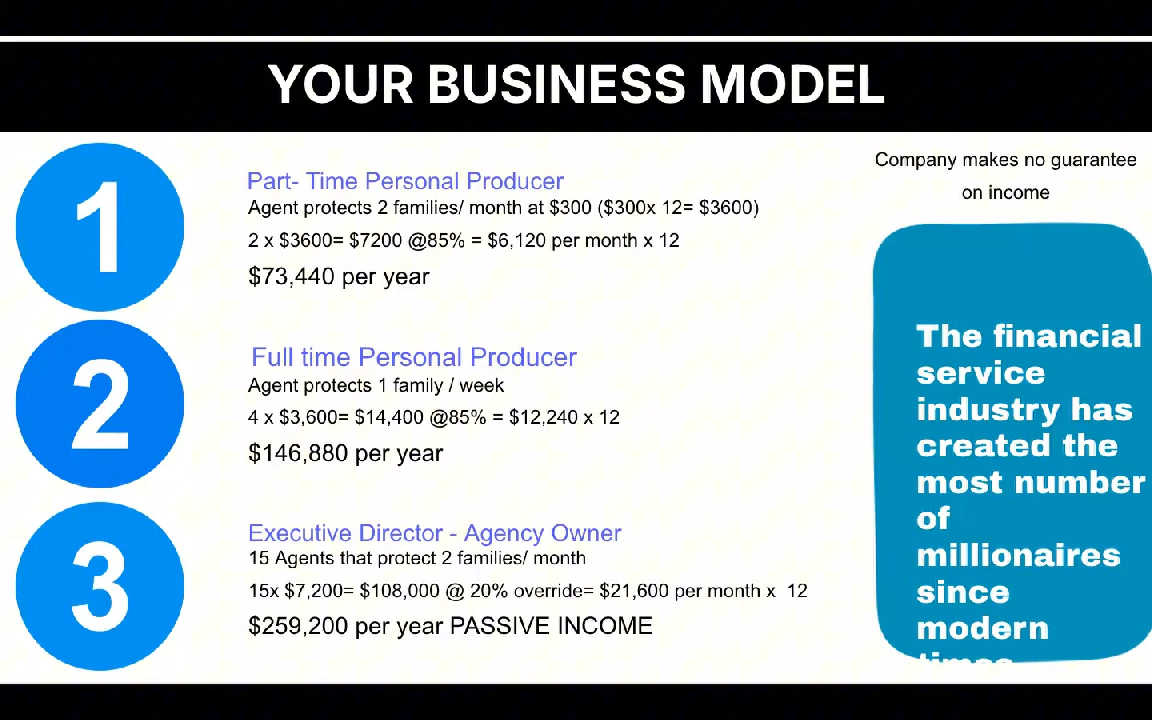 YOUR BUSINESS MODEL
1
Part- Time Personal Producer
Agent protects 2 families/ month at $300 ($300x 12= $3600)
2 x $3600= $7200 @85% = $6,120 per month x 12
$73,440 per year
2
Full time Personal Producer
Agent protects 1 family / week
4 x $3,600= $14,400 @85% = $12,240 x 12
$146,880 per year
3
Executive Director - Agency Owner
15 Agents that protect 2 families/ month
15x $7,200= $108,000 @ 20% override= $21,600 per month x 12
$259,200 per year PASSIVE INCOME
Company makes no guarantee
on income
The financial
service
industry has
created the
most number
of
millionaires
since
modern
times